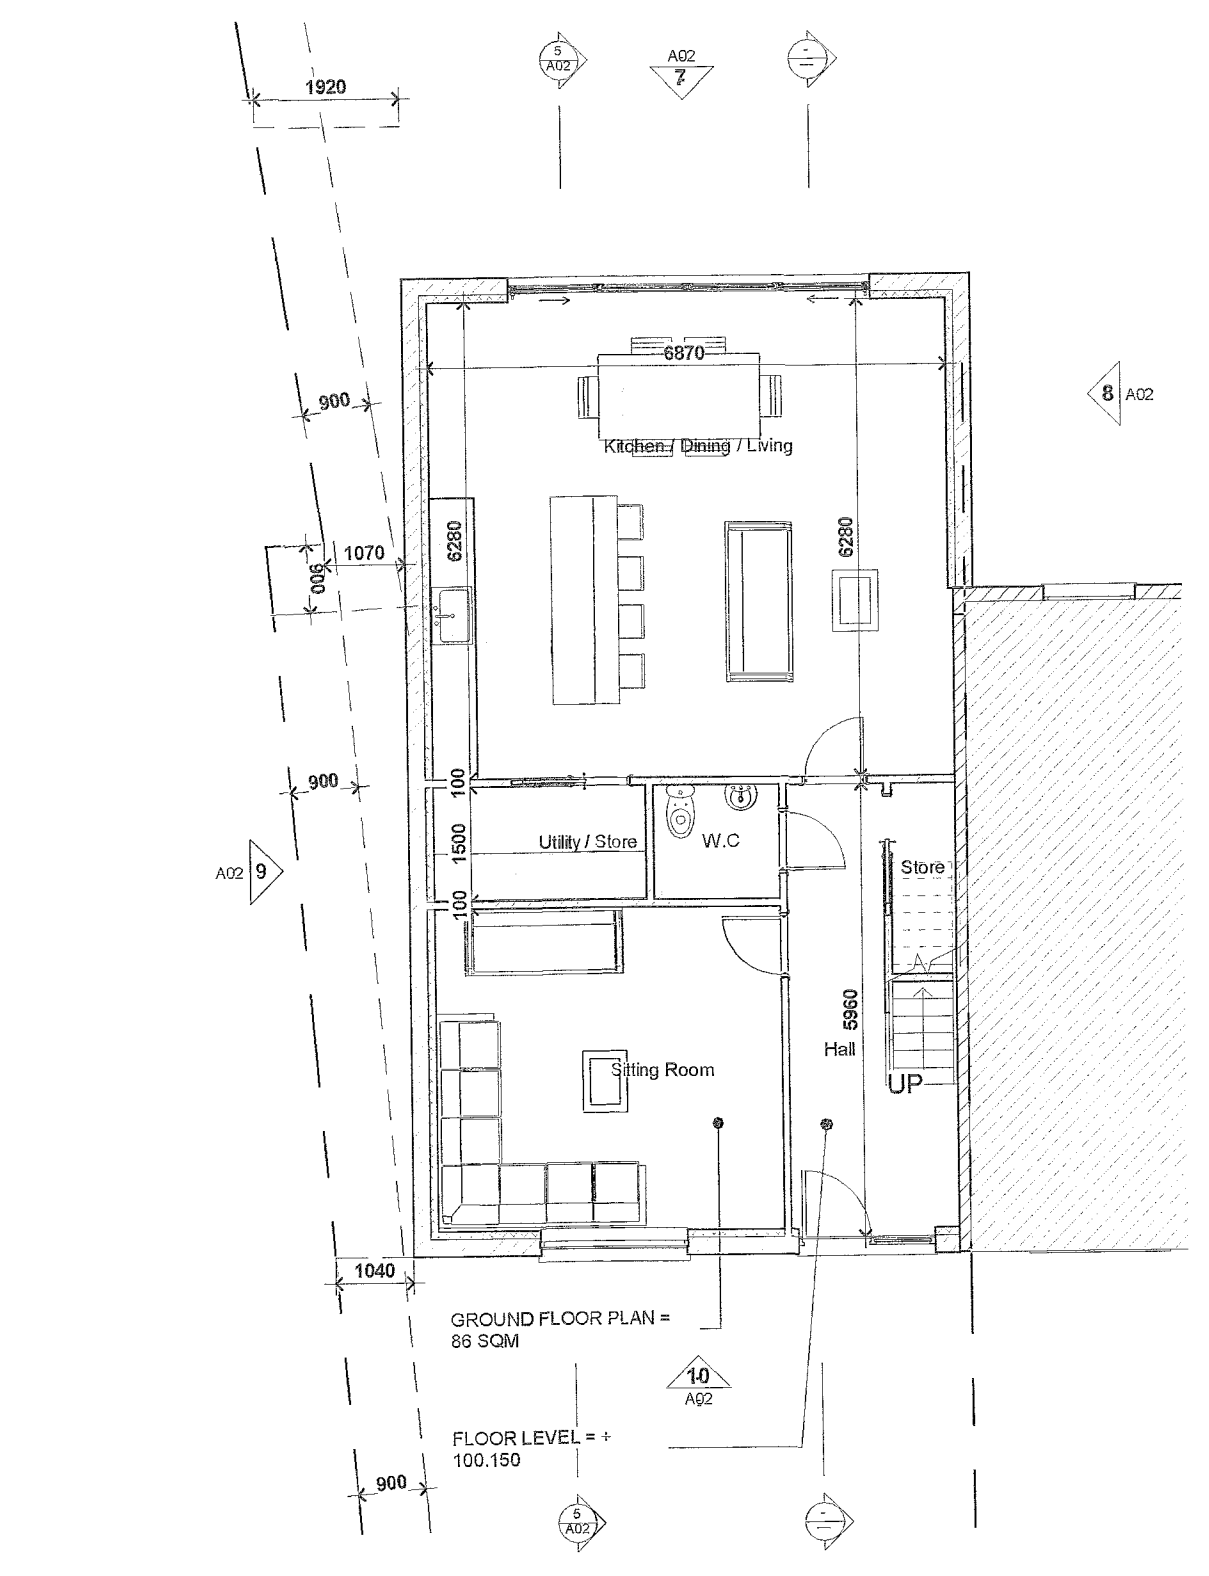 5
A02
A02
7
-
1920
6870
900
8
A02
Kitchen / Dining / Living
6280
6280
1070
900
900
100
1500
100
Utility / Store
W.C
Store
A02
9
5960
Hall
Sitting Room
UP
1040
GROUND FLOOR PLAN =
86 SQM
10
A02
FLOOR LEVEL = +
100.150
900
5
A02
-